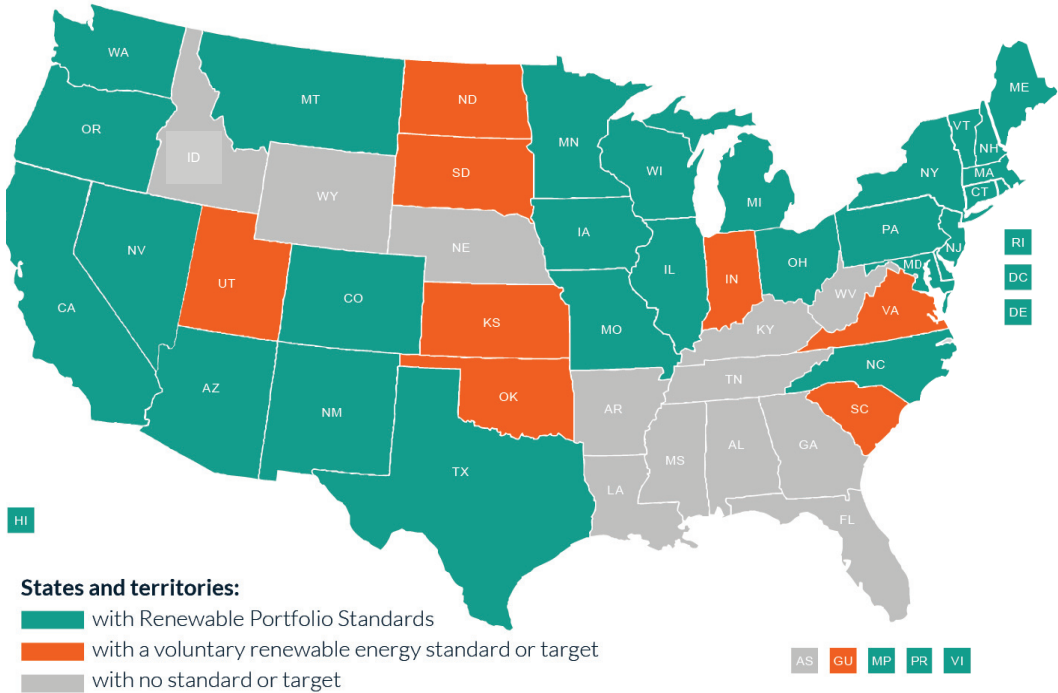 WA
ME
MT
ND
VT
OR
MN
NH
ID
SD
WI
NY
MA
CT
WY
MI
IA
PA
NE
NJ
RI
NV
OH
MD
IL
IN
DC
UT
CO
WV
CA
VA
DE
KS
MO
KY
NC
TN
AZ
OK
SC
NM
AR
AL
GA
MS
TX
LA
HI
FL
States and territories:
with Renewable Portfolio Standards
with a voluntary renewable energy standard or target
AS GU MP PR VI
with no standard or target